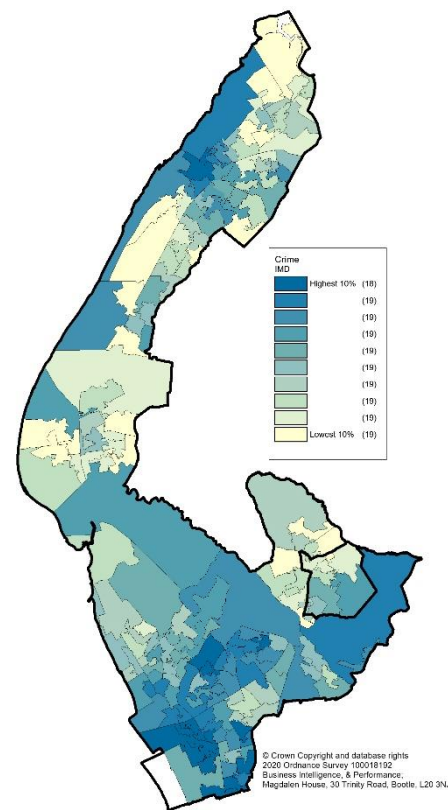 Crime
IMD
Highest 10% (18)
(19)
(19)
(19)
(19)
(19)
(19)
(19)
(19)
Lowest 10% (19)
© Crown Copyright and database rights
2020 Ordnance Survey 100018192
Business Intelligence, & Performance,
Magdalen House, 30 Trinity Road, Bootle, L20 3NJ